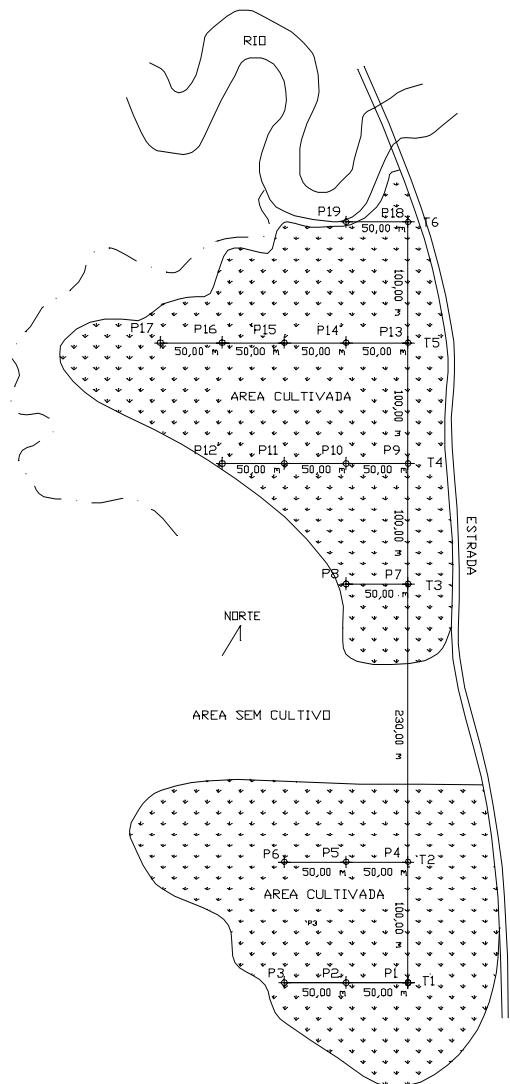 RIO
P19 P18 T6
50,00 m
100,00 m
P17 P16 P15 P14 P13 T5
50,00 m 50,00 m 50,00 m 50,00 m
AREA CULTIVADA
100,00 m
P12 P11 P10 P9 T4
50,00 m 50,00 m 50,00 m
100,00 m
ESTRADA
P8 P7 T3
50,00 m
NORTE
AREA SEM CULTIVO
230,00 m
P6 P5 P4 T2
50,00 m 50,00 m
AREA CULTIVADA
100,00 m
P3
P3 P2 P1 T1
50,00 m 50,00 m